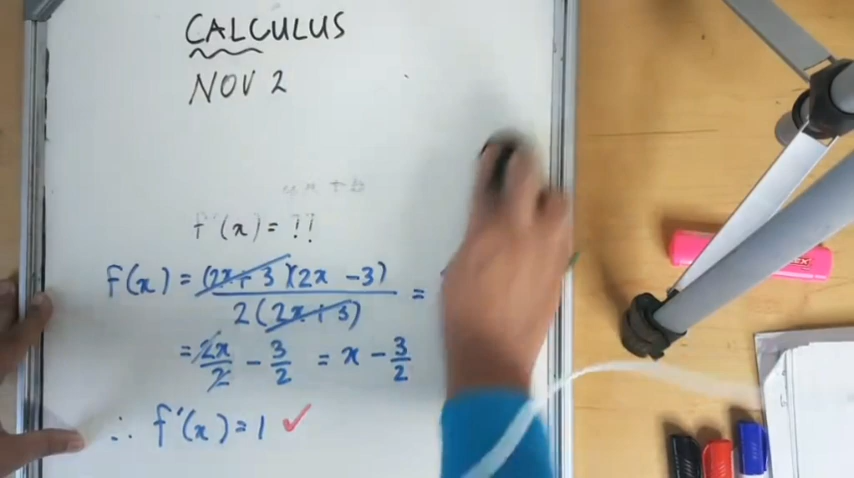 CALCULUS
NOV 2
f'(x) = !!
f(x) = (2x+3)(2x -3) / 2(2x+3) =
= 2x/2 - 3/2 = x - 3/2
∴ f'(x) = 1 ✓